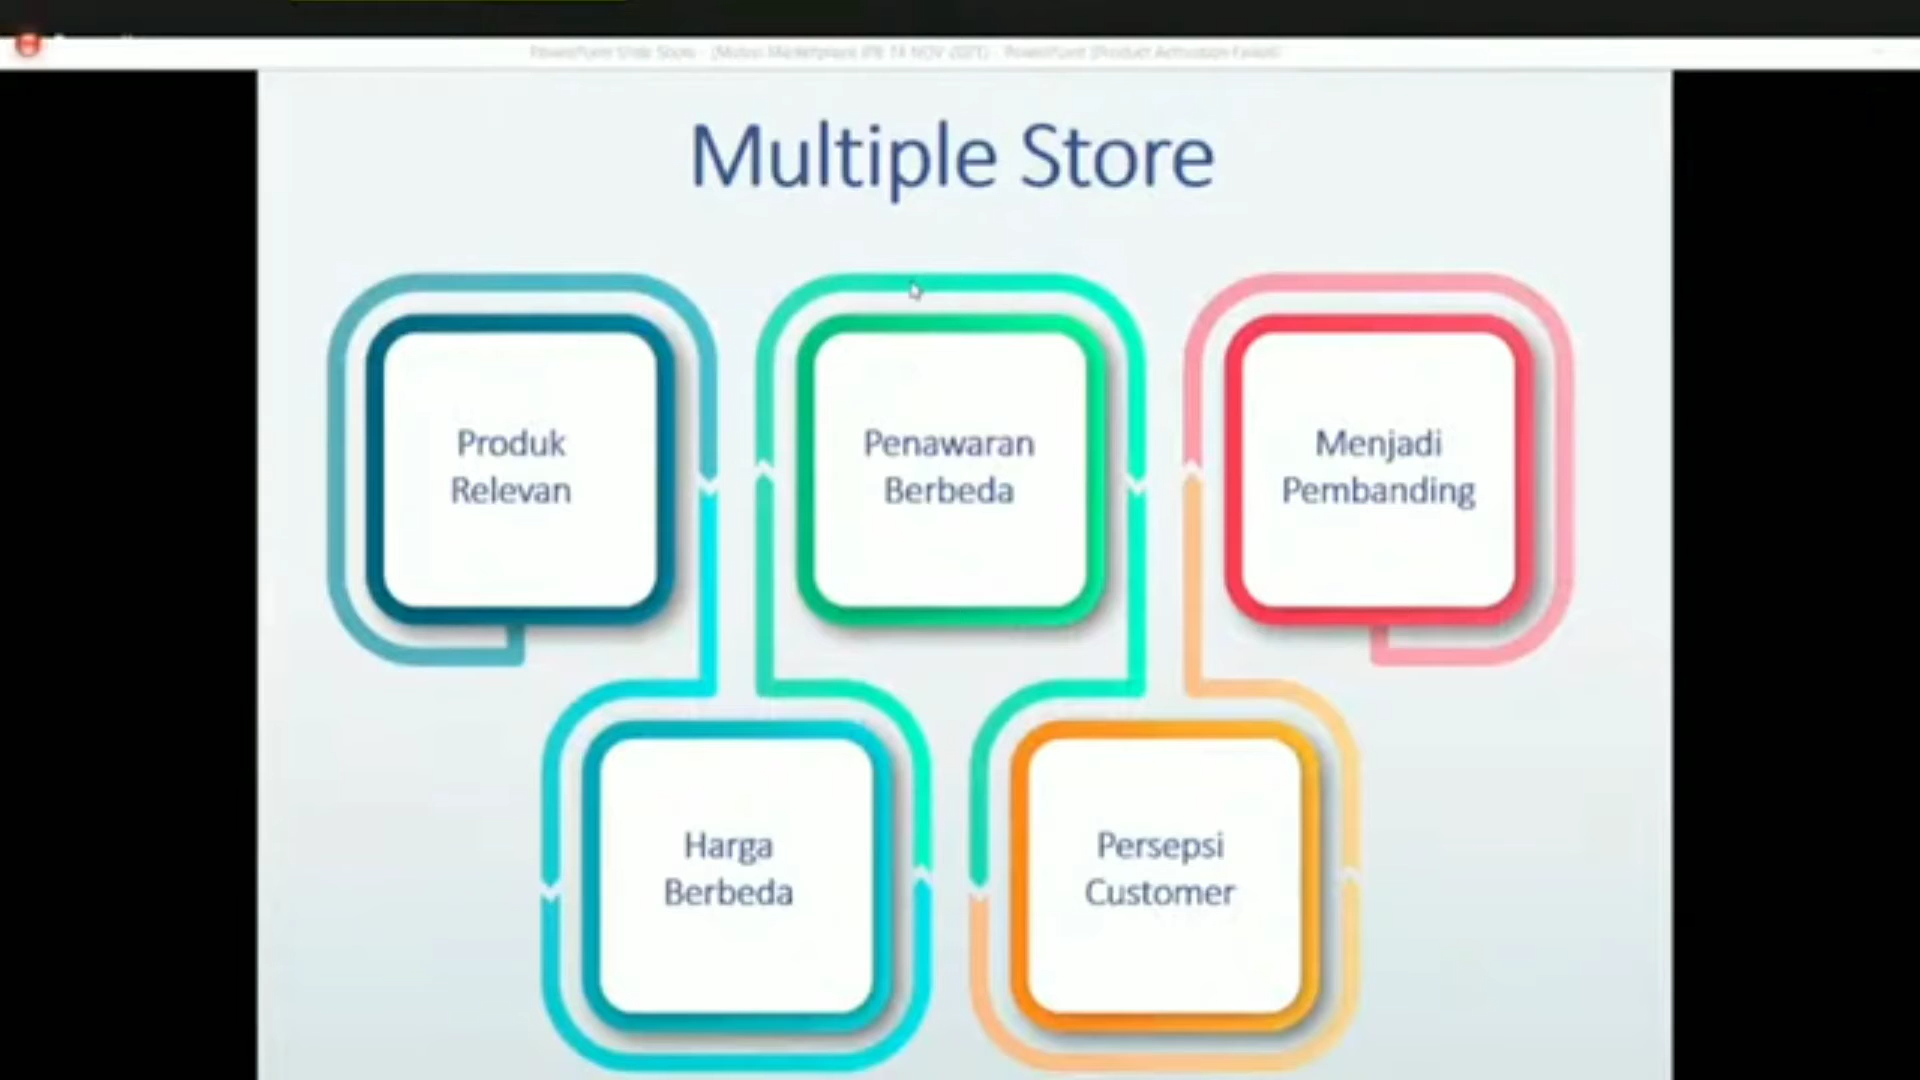 Multiple Store
Produk
Relevan
Penawaran
Berbeda
Menjadi
Pembanding
Harga
Berbeda
Persepsi
Customer